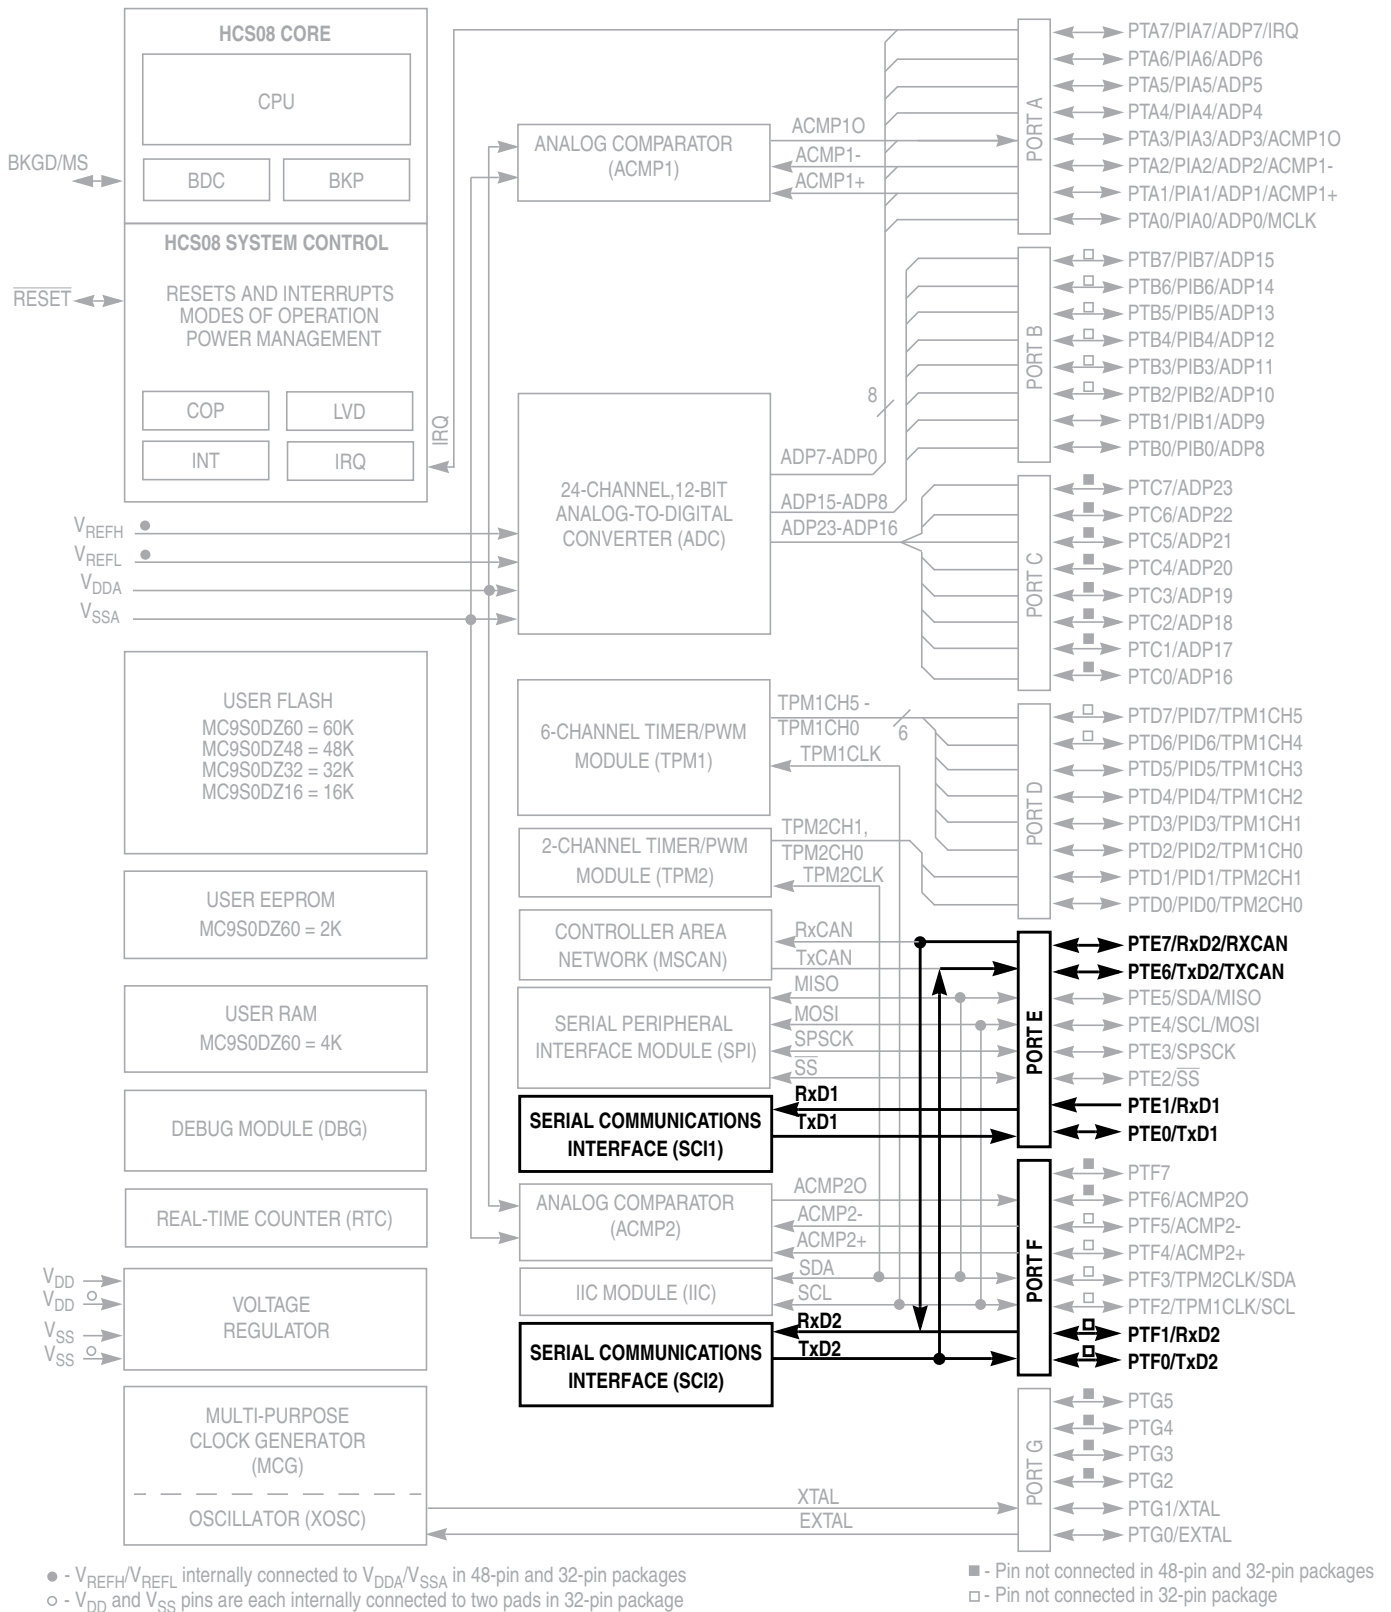 HCS08 CORE
CPU
BKGD/MS
BDC
BKP
HCS08 SYSTEM CONTROL
RESET
RESETS AND INTERRUPTS
MODES OF OPERATION
POWER MANAGEMENT
COP
LVD
INT
IRQ
IRQ
VREFH
VREFL
VDDA
VSSA
USER FLASH
MC9S0DZ60 = 60K
MC9S0DZ48 = 48K
MC9S0DZ32 = 32K
MC9S0DZ16 = 16K
USER EEPROM
MC9S0DZ60 = 2K
USER RAM
MC9S0DZ60 = 4K
DEBUG MODULE (DBG)
REAL-TIME COUNTER (RTC)
VDD
VDD
VSS
VSS
VOLTAGE
REGULATOR
MULTI-PURPOSE
CLOCK GENERATOR
(MCG)
OSCILLATOR (XOSC)
ANALOG COMPARATOR
(ACMP1)
ACMP1O
ACMP1-
ACMP1+
24-CHANNEL,12-BIT
ANALOG-TO-DIGITAL
CONVERTER (ADC)
8
ADP7-ADP0
ADP15-ADP8
ADP23-ADP16
6-CHANNEL TIMER/PWM
MODULE (TPM1)
TPM1CH5 -
TPM1CH0
6
TPM1CLK
2-CHANNEL TIMER/PWM
MODULE (TPM2)
TPM2CH1,
TPM2CH0
TPM2CLK
CONTROLLER AREA
NETWORK (MSCAN)
RxCAN
TxCAN
SERIAL PERIPHERAL
INTERFACE MODULE (SPI)
MISO
MOSI
SPSCK
SS
SERIAL COMMUNICATIONS
INTERFACE (SCI1)
RxD1
TxD1
ANALOG COMPARATOR
(ACMP2)
ACMP2O
ACMP2-
ACMP2+
IIC MODULE (IIC)
SDA
SCL
SERIAL COMMUNICATIONS
INTERFACE (SCI2)
RxD2
TxD2
XTAL
EXTAL
PORT A
PTA7/PIA7/ADP7/IRQ
PTA6/PIA6/ADP6
PTA5/PIA5/ADP5
PTA4/PIA4/ADP4
PTA3/PIA3/ADP3/ACMP1O
PTA2/PIA2/ADP2/ACMP1-
PTA1/PIA1/ADP1/ACMP1+
PTA0/PIA0/ADP0/MCLK
PORT B
PTB7/PIB7/ADP15
PTB6/PIB6/ADP14
PTB5/PIB5/ADP13
PTB4/PIB4/ADP12
PTB3/PIB3/ADP11
PTB2/PIB2/ADP10
PTB1/PIB1/ADP9
PTB0/PIB0/ADP8
PORT C
PTC7/ADP23
PTC6/ADP22
PTC5/ADP21
PTC4/ADP20
PTC3/ADP19
PTC2/ADP18
PTC1/ADP17
PTC0/ADP16
PORT D
PTD7/PID7/TPM1CH5
PTD6/PID6/TPM1CH4
PTD5/PID5/TPM1CH3
PTD4/PID4/TPM1CH2
PTD3/PID3/TPM1CH1
PTD2/PID2/TPM1CH0
PTD1/PID1/TPM2CH1
PTD0/PID0/TPM2CH0
PORT E
PTE7/RxD2/RXCAN
PTE6/TxD2/TXCAN
PTE5/SDA/MISO
PTE4/SCL/MOSI
PTE3/SPSCK
PTE2/SS
PTE1/RxD1
PTE0/TxD1
PORT F
PTF7
PTF6/ACMP2O
PTF5/ACMP2-
PTF4/ACMP2+
PTF3/TPM2CLK/SDA
PTF2/TPM1CLK/SCL
PTF1/RxD2
PTF0/TxD2
PORT G
PTG5
PTG4
PTG3
PTG2
PTG1/XTAL
PTG0/EXTAL
● - VREFH/VREFL internally connected to VDDA/VSSA in 48-pin and 32-pin packages
○ - VDD and VSS pins are each internally connected to two pads in 32-pin package
■ - Pin not connected in 48-pin and 32-pin packages
□ - Pin not connected in 32-pin package